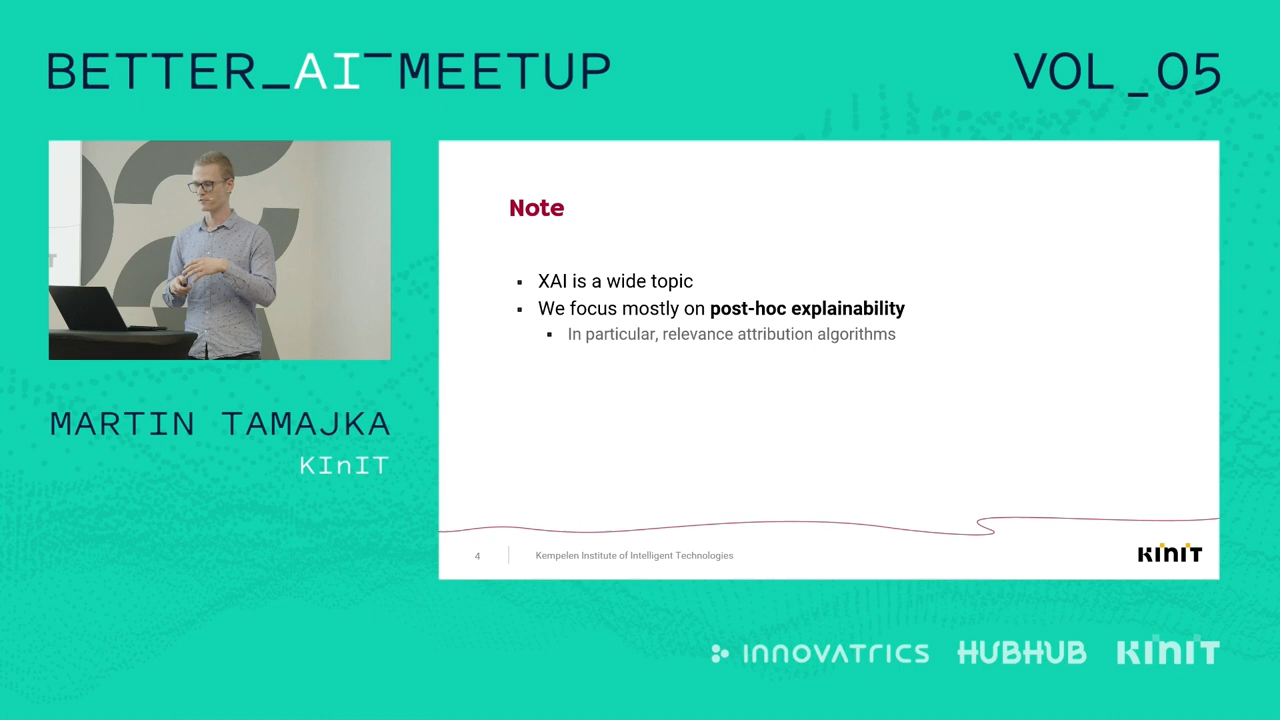 BETTER_AI‾MEETUP
VOL_05
MARTIN TAMAJKA
KInIT
Note
XAI is a wide topic
We focus mostly on post-hoc explainability
In particular, relevance attribution algorithms
4
Kempelen Institute of Intelligent Technologies
KInIT
INNOVATRICS
HUBHUB
KInIT